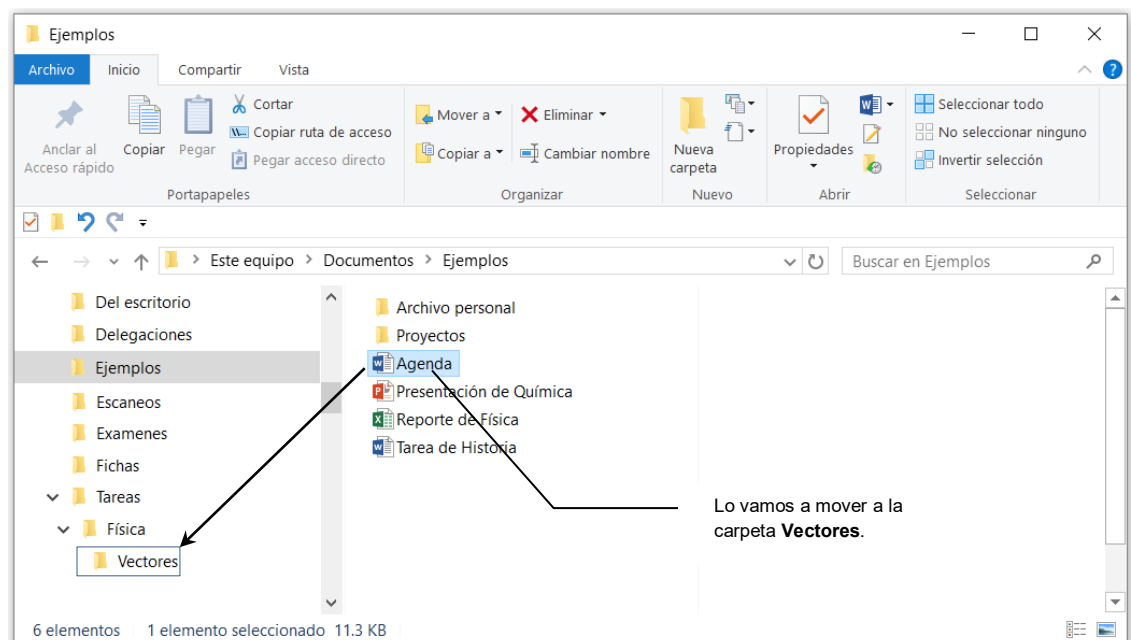 Ejemplos
Archivo Inicio Compartir Vista
Anclar al Acceso rápido
Copiar
Pegar
Cortar
Copiar ruta de acceso
Pegar acceso directo
Portapapeles
Mover a
Copiar a
Eliminar
Cambiar nombre
Organizar
Nueva carpeta
Nuevo
Propiedades
Abrir
Seleccionar todo
No seleccionar ninguno
Invertir selección
Seleccionar
Este equipo > Documentos > Ejemplos
Buscar en Ejemplos
Del escritorio
Delegaciones
Ejemplos
Escaneos
Examenes
Fichas
Tareas
Física
Vectores
Archivo personal
Proyectos
Agenda
Presentación de Química
Reporte de Física
Tarea de Historia
Lo vamos a mover a la
carpeta Vectores.
6 elementos 1 elemento seleccionado 11.3 KB